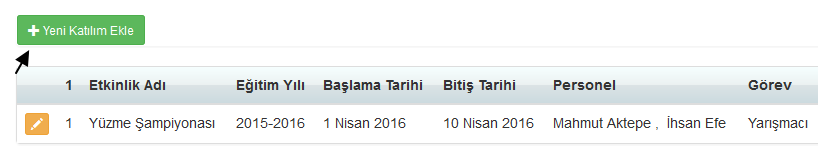 Yeni Katılım Ekle
1 Etkinlik Adı Eğitim Yılı Başlama Tarihi Bitiş Tarihi Personel Görev
1 Yüzme Şampiyonası 2015-2016 1 Nisan 2016 10 Nisan 2016 Mahmut Aktepe , İhsan Efe Yarışmacı